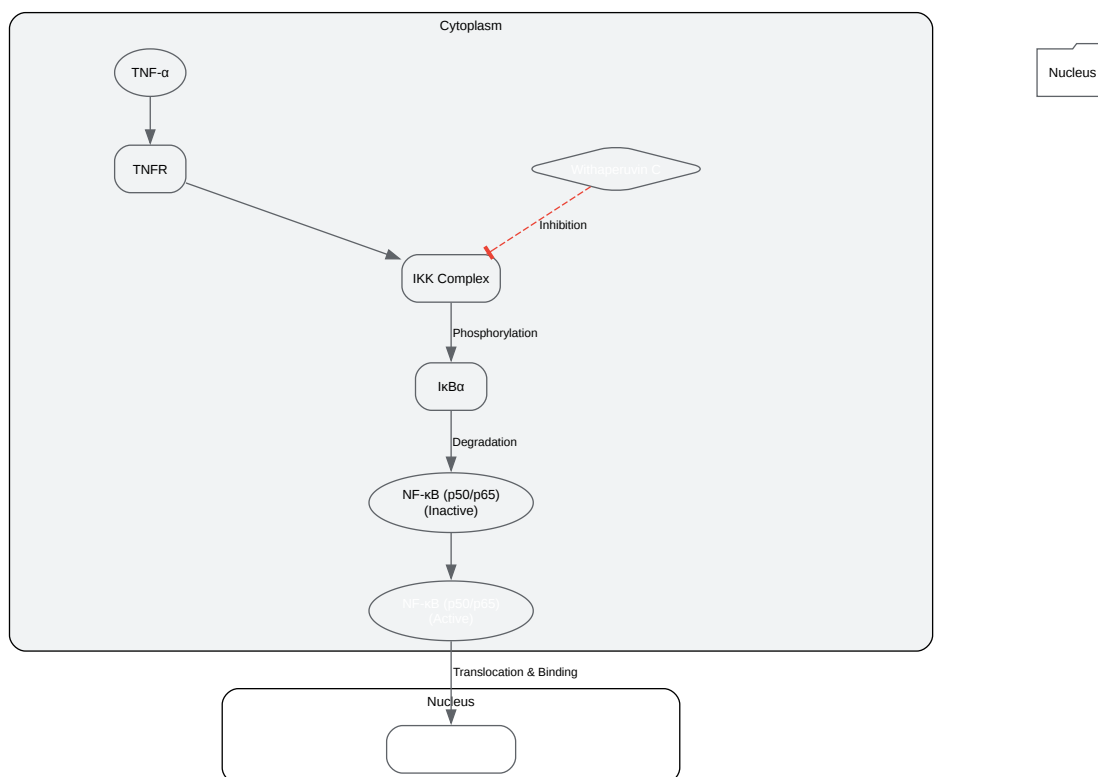 Cytoplasm
TNF-α
Nucleus
TNFR
Withaperuvin C
Inhibition
IKK Complex
Phosphorylation
IκBα
Degradation
NF-κB (p50/p65)
(Inactive)
NF-κB (p50/p65)
(Active)
Translocation & Binding
Nucleus